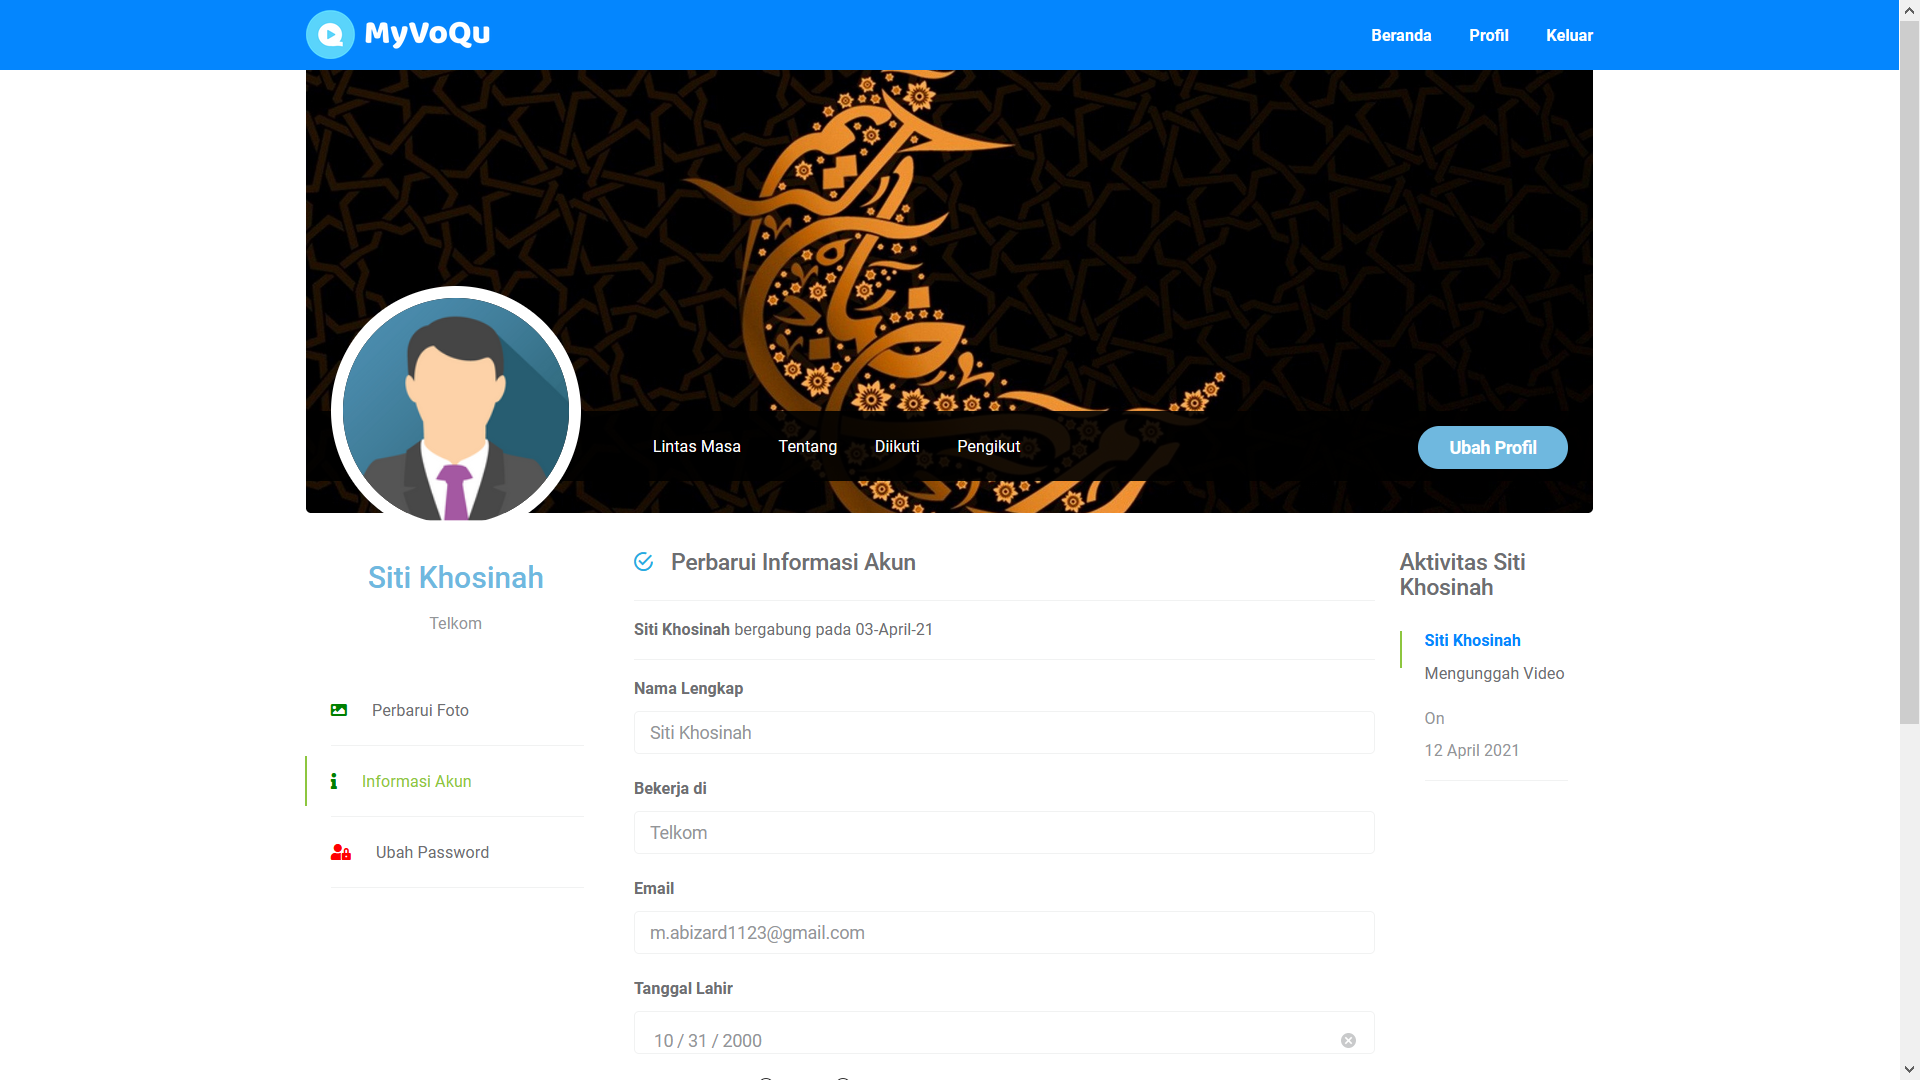 MyVoQu
Beranda
Profil
Keluar
Lintas Masa
Tentang
Diikuti
Pengikut
Ubah Profil
Siti Khosinah
Telkom
Perbarui Foto
Informasi Akun
Ubah Password
Perbarui Informasi Akun
Siti Khosinah bergabung pada 03-April-21
Nama Lengkap
Siti Khosinah
Bekerja di
Telkom
Email
m.abizard1123@gmail.com
Tanggal Lahir
10 / 31 / 2000
Aktivitas Siti
Khosinah
Siti Khosinah
Mengunggah Video
On
12 April 2021